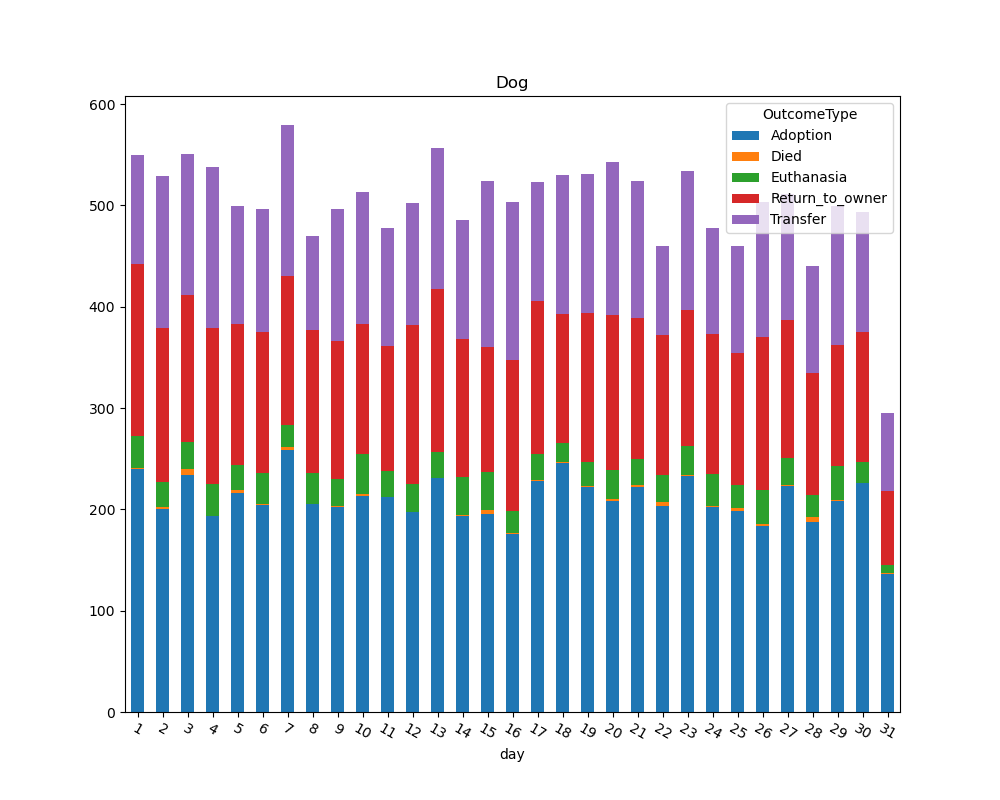 Dog
OutcomeType
Adoption
Died
Euthanasia
Return_to_owner
Transfer
600
500
400
300
200
100
0
1 2 3 4 5 6 7 8 9 10 11 12 13 14 15 16 17 18 19 20 21 22 23 24 25 26 27 28 29 30 31
day